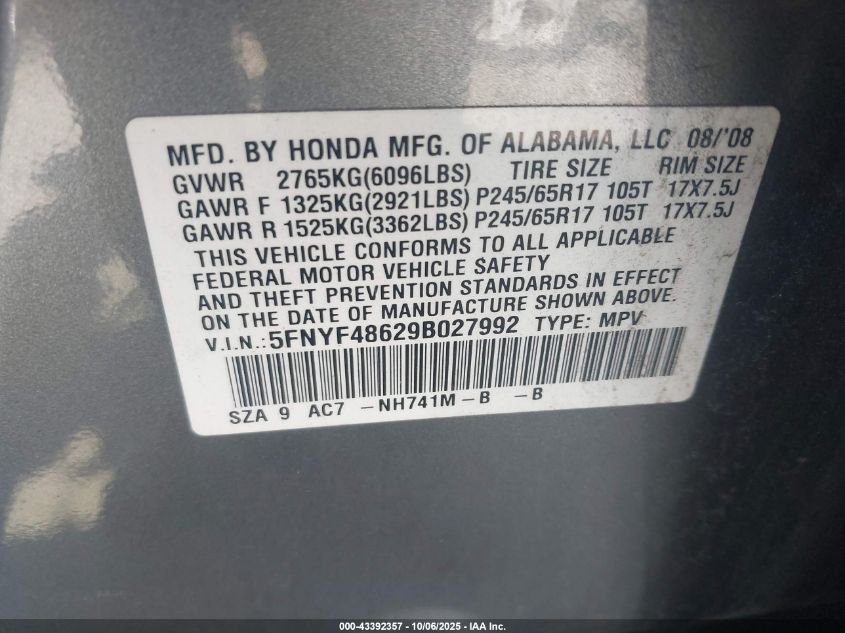 MFD. BY HONDA MFG. OF ALABAMA, LLC 08/'08
GVWR 2765KG(6096LBS) TIRE SIZE RIM SIZE
GAWR F 1325KG(2921LBS) P245/65R17 105T 17X7.5J
GAWR R 1525KG(3362LBS) P245/65R17 105T 17X7.5J
THIS VEHICLE CONFORMS TO ALL APPLICABLE
FEDERAL MOTOR VEHICLE SAFETY
AND THEFT PREVENTION STANDARDS IN EFFECT
ON THE DATE OF MANUFACTURE SHOWN ABOVE.
V.I.N.:5FNYF48629B027992 TYPE: MPV
SZA 9 AC7 -NH741M-B -B
000-43392357 - 10/06/2025 - IAA Inc.